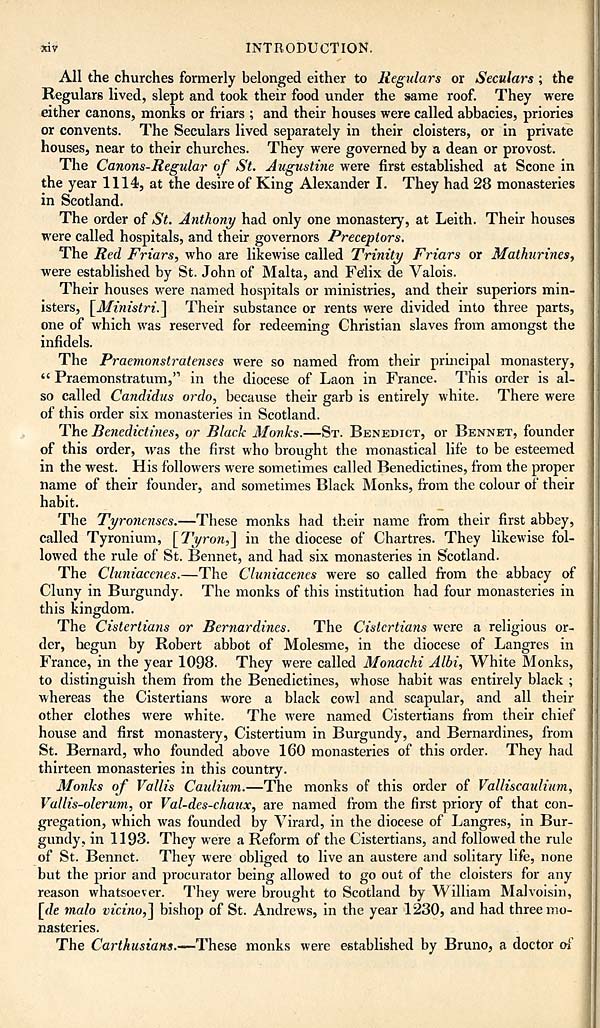 xiv INTRODUCTION.
All the churches formerly belonged either to Regulars or Seculars ; the
Regulars lived, slept and took their food under the same roof. They were
either canons, monks or friars ; and their houses were called abbacies, priories
or convents. The Seculars lived separately in their cloisters, or in private
houses, near to their churches. They were governed by a dean or provost.
The Canons-Regular of St. Augustine were first established at Scone in
the year 1114, at the desire of King Alexander I. They had 28 monasteries
in Scotland.
The order of St. Anthony had only one monastery, at Leith. Their houses
were called hospitals, and their governors Preceptors.
The Red Friars, who are likewise called Trinity Friars or Mathurines,
were established by St. John of Malta, and Felix de Valois.
Their houses were named hospitals or ministries, and their superiors min-
isters, [Ministri.] Their substance or rents were divided into three parts,
one of which was reserved for redeeming Christian slaves from amongst the
infidels.
The Praemonstratenses were so named from their principal monastery,
“ Praemonstratum,” in the diocese of Laon in France. This order is al-
so called Candidus ordo, because their garb is entirely white. There were
of this order six monasteries in Scotland.
The Benedictines, or Black Monks.—St. Benedict, or Bennet, founder
of this order, was the first who brought the monastical life to be esteemed
in the west. His followers were sometimes called Benedictines, from the proper
name of their founder, and sometimes Black Monks, from the colour of their
habit.
The Tyronenses.—These monks had their name from their first abbey,
called Tyronium, [Tyron,] in the diocese of Chartres. They likewise fol-
lowed the rule of St. Bennet, and had six monasteries in Scotland.
The Cluniacenes.—The Cluniacenes were so called from the abbacy of
Cluny in Burgundy. The monks of this institution had four monasteries in
this kingdom.
The Cistertians or Bernardines. The Cistertians were a religious or-
der, begun by Robert abbot of Molesme, in the diocese of Langres in
France, in the year 1098. They were called Monachi Albi, White Monks,
to distinguish them from the Benedictines, whose habit was entirely black ;
whereas the Cistertians wore a black cowl and scapular, and all their
other clothes were white. The were named Cistertians from their chief
house and first monastery, Cistertium in Burgundy, and Bernardines, from
St. Bernard, who founded above 160 monasteries of this order. They had
thirteen monasteries in this country.
Monks of Vallis Caulium.—The monks of this order of Valliscaulium,
Vallis-olerum, or Val-des-chaux, are named from the first priory of that con-
gregation, which was founded by Virard, in the diocese of Langres, in Bur-
gundy, in 1193. They were a Reform of the Cistertians, and followed the rule
of St. Bennet. They were obliged to live an austere and solitary life, none
but the prior and procurator being allowed to go out of the cloisters for any
reason whatsoever. They were brought to Scotland by William Malvoisin,
[de malo vicino,] bishop of St. Andrews, in the year 1230, and had three mo-
nasteries.
The Carthusians.—These monks were established by Bruno, a doctor of